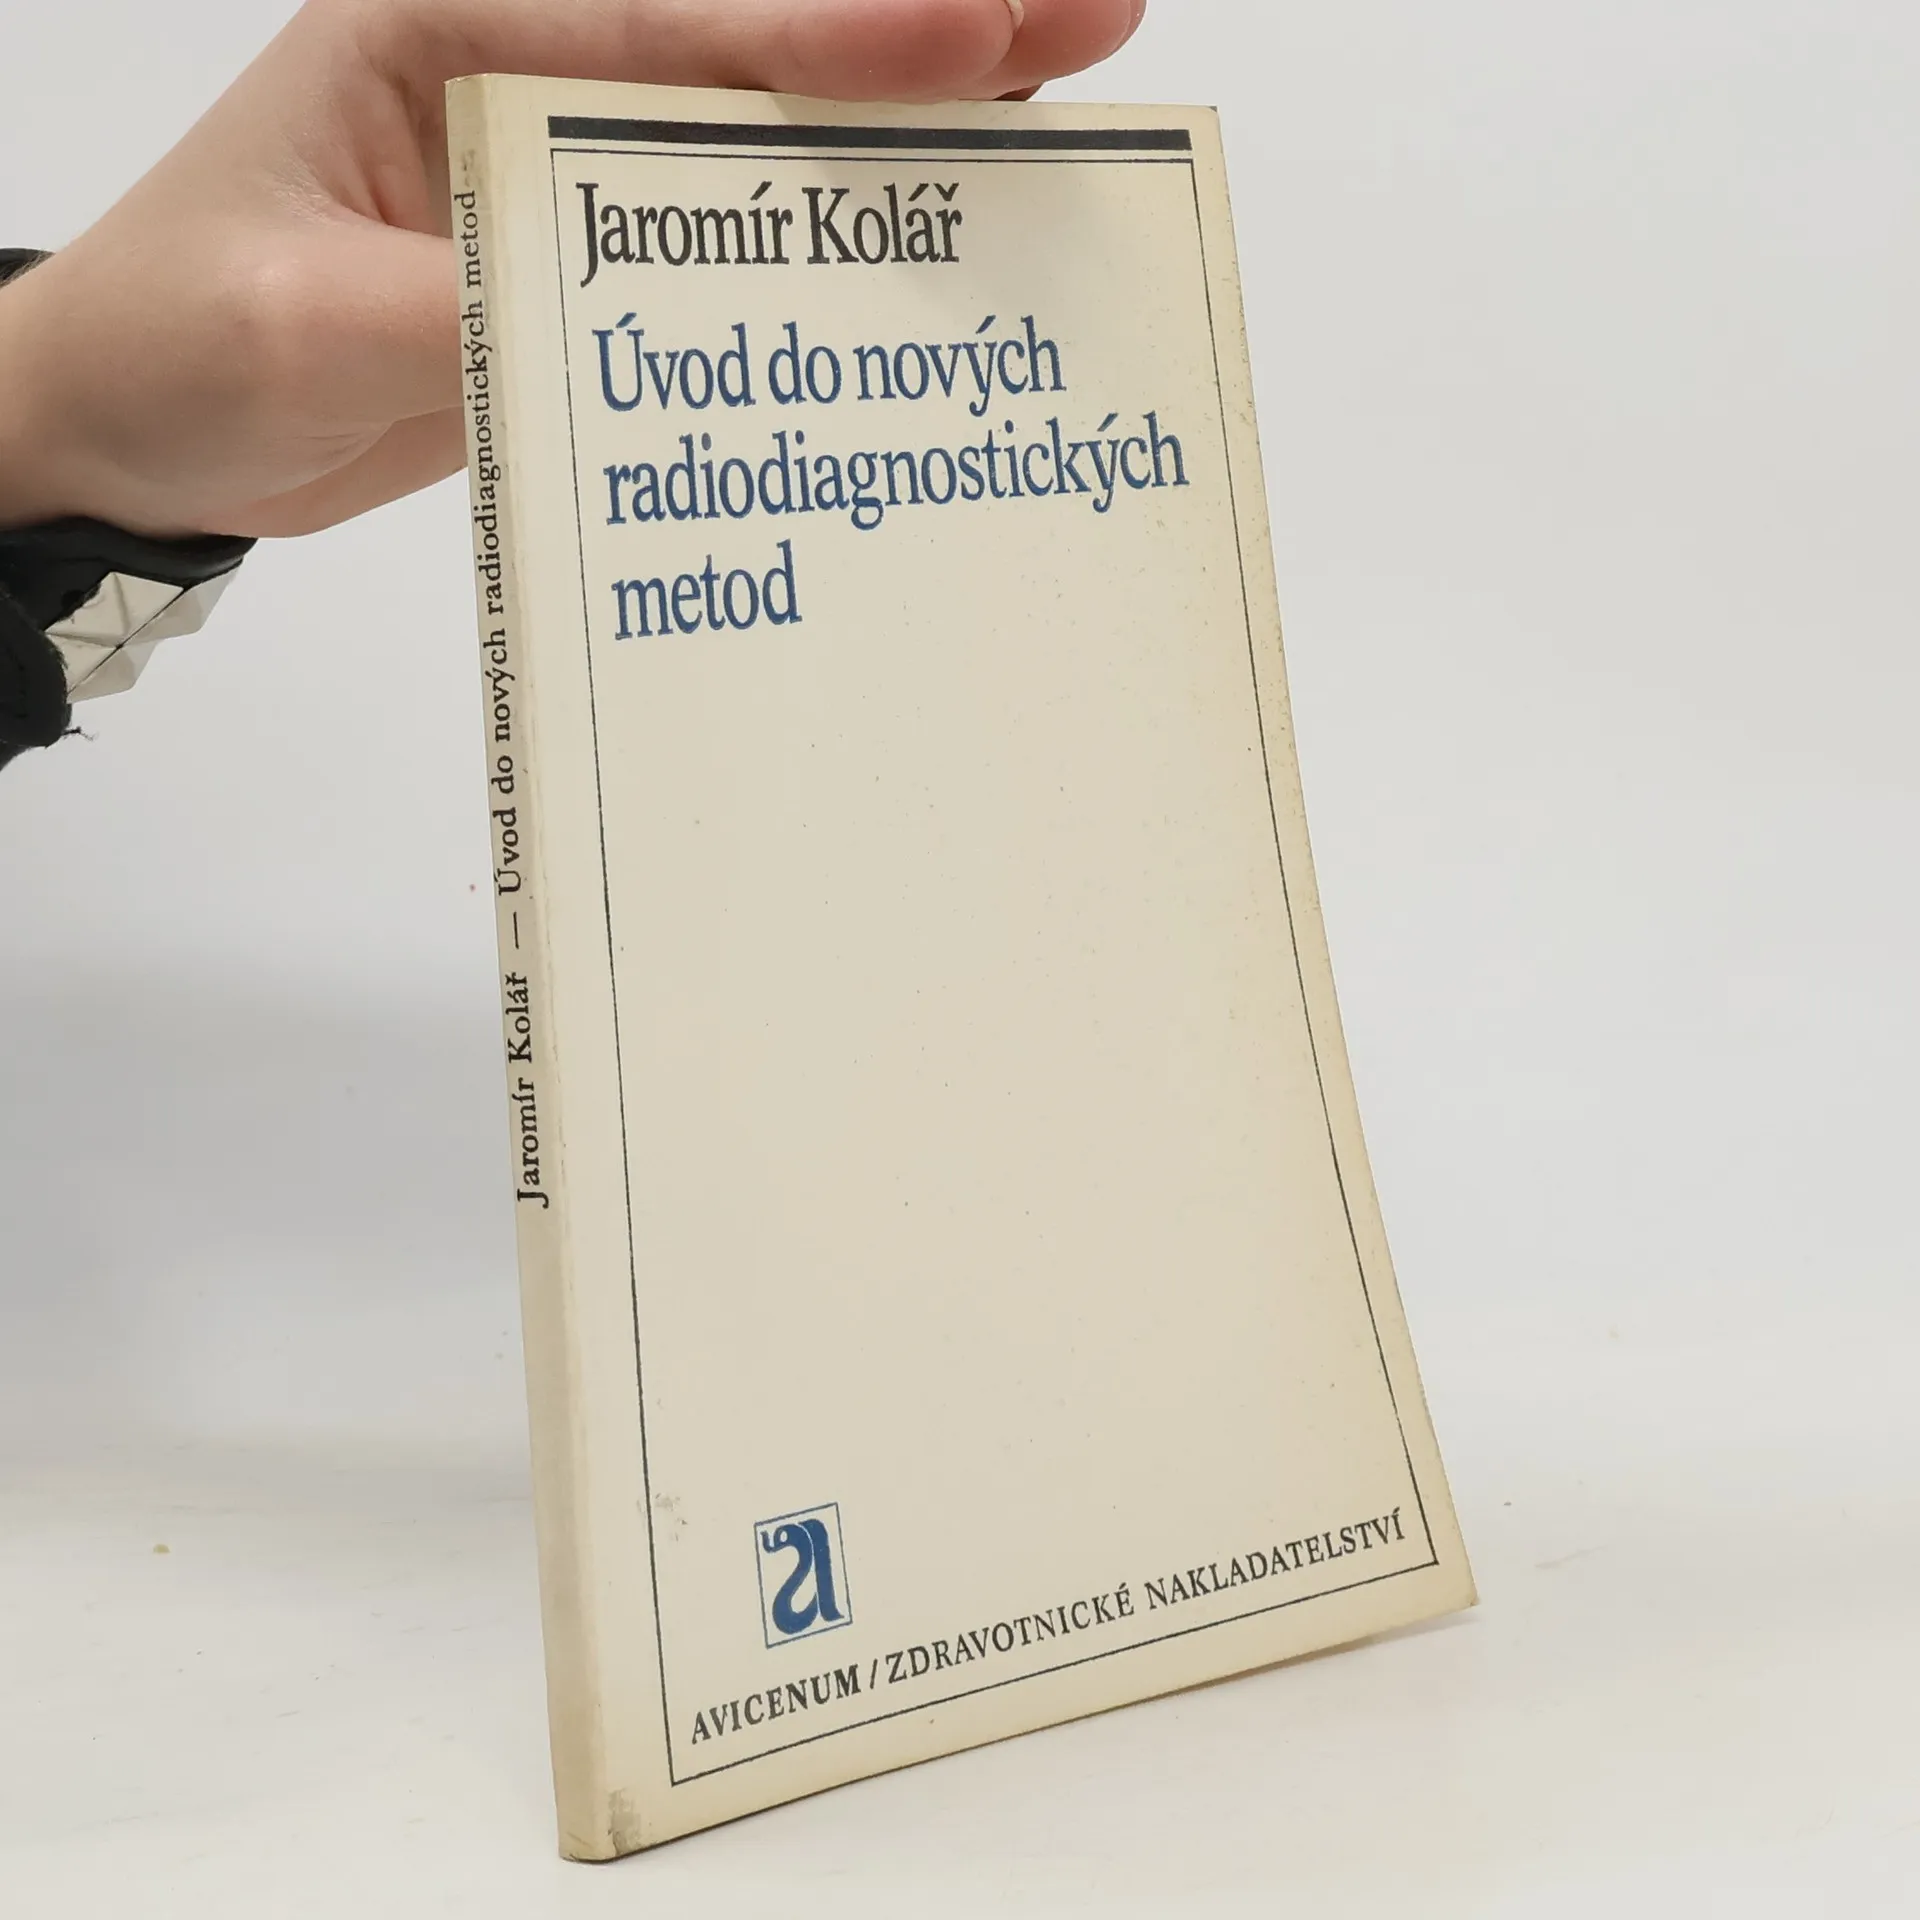 Jaromír Kolář — Úvod do nových radiodiagnostických metod
Jaromír Kolář
Úvod do nových
radiodiagnostických
metod
a
AVICENUM / ZDRAVOTNICKÉ NAKLADATELSTVÍ